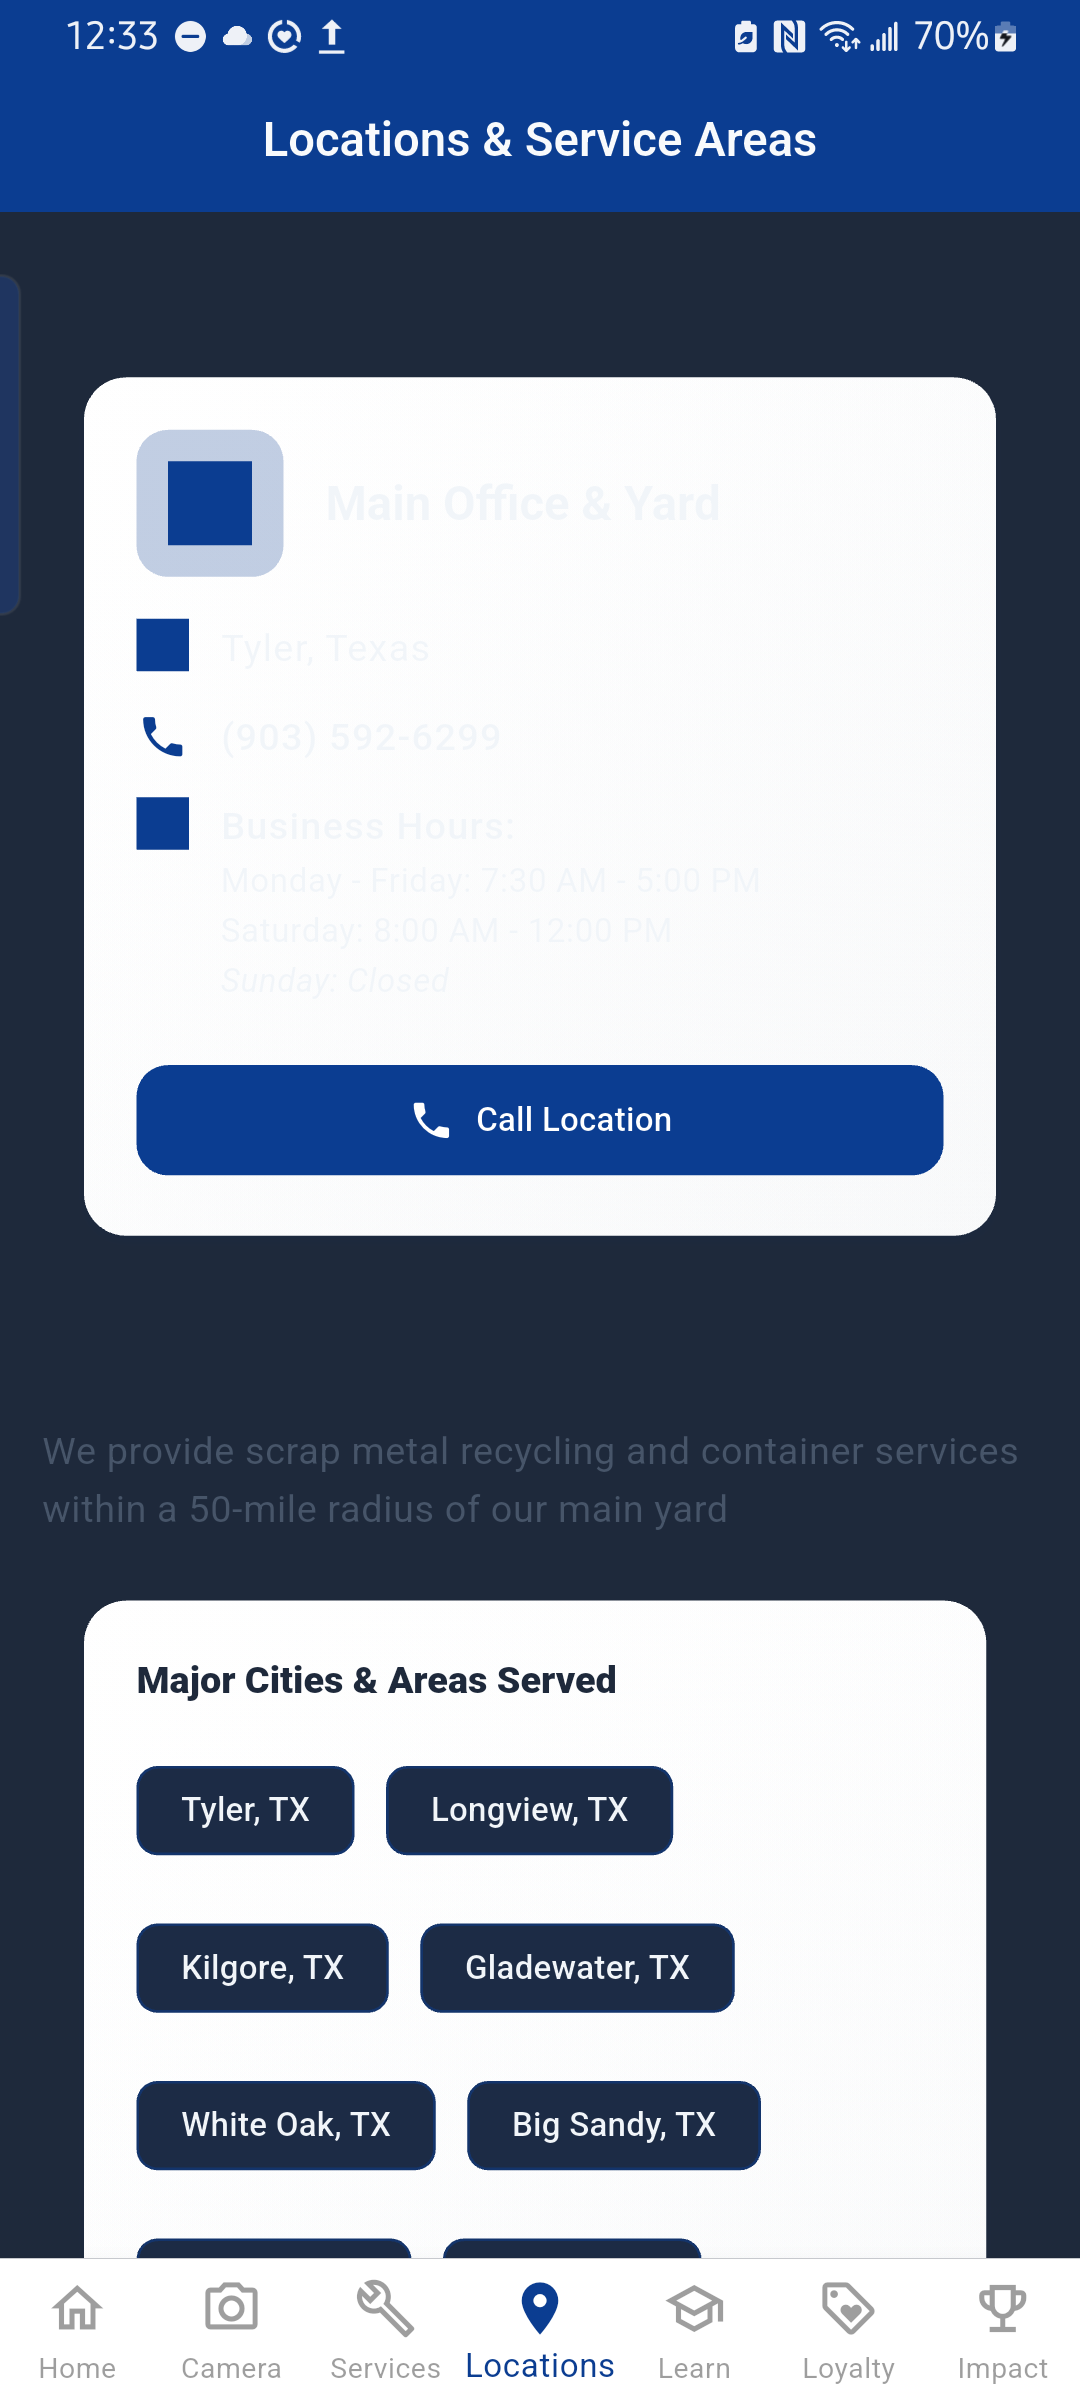 12:33
70%
Locations & Service Areas
Main Office & Yard
Tyler, Texas
(903) 592-6299
Business Hours:
Monday - Friday: 7:30 AM - 5:00 PM
Saturday: 8:00 AM - 12:00 PM
Sunday: Closed
Call Location
We provide scrap metal recycling and container services
within a 50-mile radius of our main yard
Major Cities & Areas Served
Tyler, TX
Longview, TX
Kilgore, TX
Gladewater, TX
White Oak, TX
Big Sandy, TX
Home
Camera
Services
Locations
Learn
Loyalty
Impact